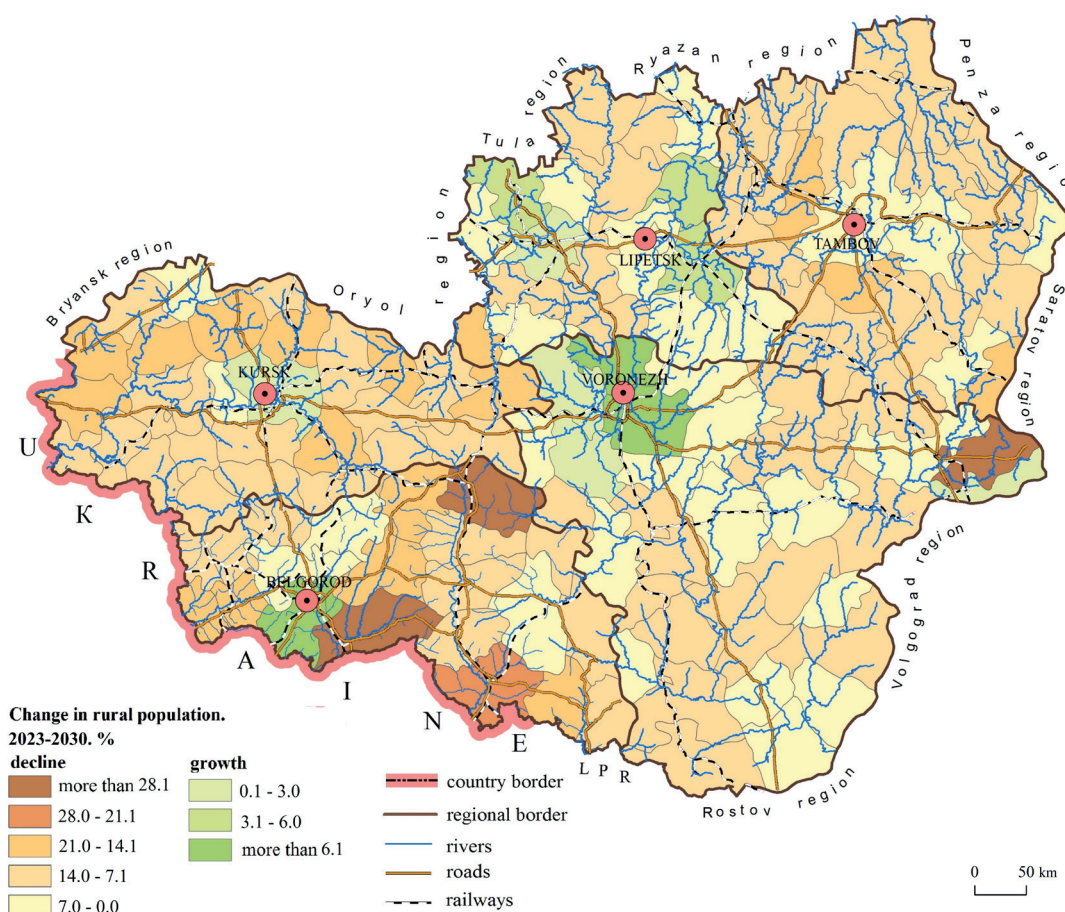 Ryazan region
Penza region
Tula region
Bryansk region
Oryol region
Saratov region
TAMBOV
LIPETSK
KURSK
VORONEZH
BELGOROD
Volgograd region
Rostov region
L P R
U K R A I N E
Change in rural population.
2023-2030. %
decline
more than 28.1
28.0 - 21.1
21.0 - 14.1
14.0 - 7.1
7.0 - 0.0
growth
0.1 - 3.0
3.1 - 6.0
more than 6.1
country border
regional border
rivers
roads
railways
0 50 km